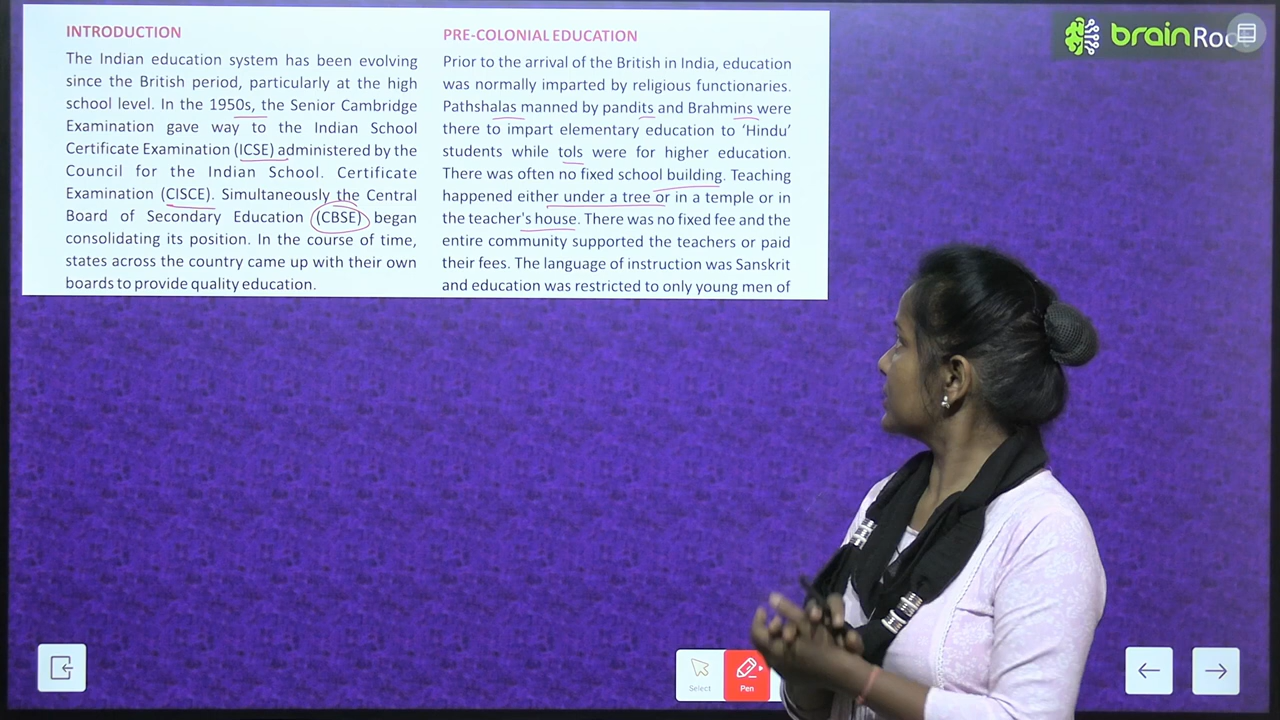 INTRODUCTION
The Indian education system has been evolving
since the British period, particularly at the high
school level. In the 1950s, the Senior Cambridge
Examination gave way to the Indian School
Certificate Examination (ICSE) administered by the
Council for the Indian School. Certificate
Examination (CISCE). Simultaneously the Central
Board of Secondary Education (CBSE) began
consolidating its position. In the course of time,
states across the country came up with their own
boards to provide quality education.
PRE-COLONIAL EDUCATION
Prior to the arrival of the British in India, education
was normally imparted by religious functionaries.
Pathshalas manned by pandits and Brahmins were
there to impart elementary education to ‘Hindu’
students while tols were for higher education.
There was often no fixed school building. Teaching
happened either under a tree or in a temple or in
the teacher's house. There was no fixed fee and the
entire community supported the teachers or paid
their fees. The language of instruction was Sanskrit
and education was restricted to only young men of
brain
Select
Pen